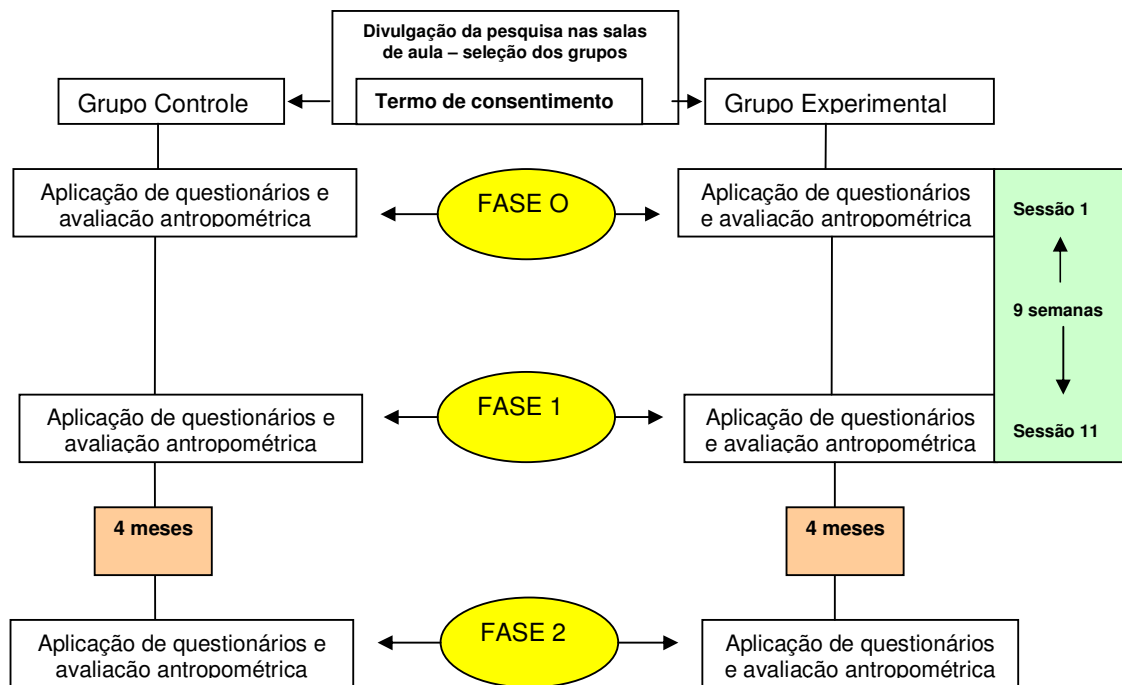 Divulgação da pesquisa nas salas
de aula – seleção dos grupos
Grupo Controle
Termo de consentimento
Grupo Experimental
Aplicação de questionários e
avaliação antropométrica
FASE O
Aplicação de questionários
e avaliação antropométrica
Sessão 1
9 semanas
Aplicação de questionários e
avaliação antropométrica
FASE 1
Aplicação de questionários
e avaliação antropométrica
Sessão 11
4 meses
4 meses
Aplicação de questionários e
avaliação antropométrica
FASE 2
Aplicação de questionários
e avaliação antropométrica